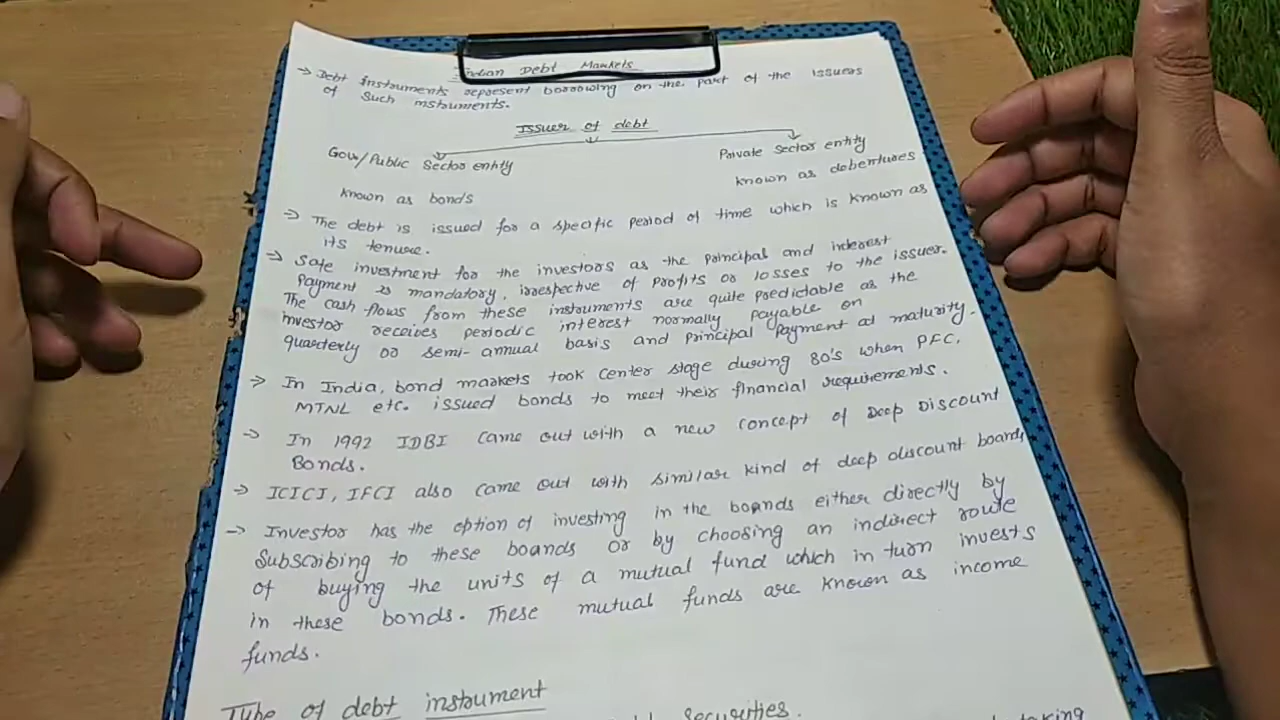 Indian Debt Markets
→ Debt instruments represent borrowing on the part of the issuers
of such instruments.
Issuer of debt
Gov/Public Sector entity
Private sector entity
known as bonds
known as debentures
→ The debt is issued for a specific period of time which is known as
its tenure.
→ Safe investment for the investors as the principal and interest
Payment is mandatory, irrespective of profits or losses to the issuer.
The cash flows from these instruments are quite predictable as the
investor receives periodic interest normally payable on
quarterly or semi-annual basis and principal payment at maturity.
→ In India, bond markets took center stage during 80's when PFC,
MTNL etc. issued bonds to meet their financial requirements.
→ In 1992 IDBI came out with a new concept of Deep Discount
Bonds.
→ ICICI, IFCI also came out with similar kind of deep discount boands
→ Investor has the option of investing in the boands either directly by
Subscribing to these boands or by choosing an indirect route
of buying the units of a mutual fund which in turn invests
in these bonds. These mutual funds are known as income
funds.
Type of debt instrument
securities.